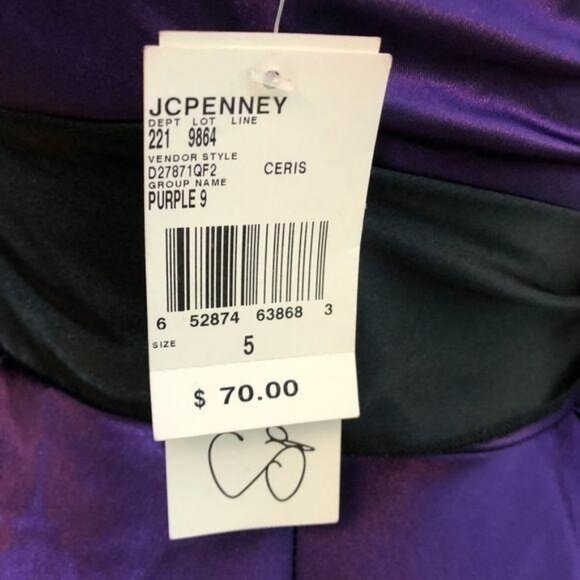 JCPENNEY
DEPT LOT LINE
221 9864
VENDOR STYLE
D27871QF2 CERIS
GROUP NAME
PURPLE 9
6 52874 63868 3
SIZE 5
$ 70.00